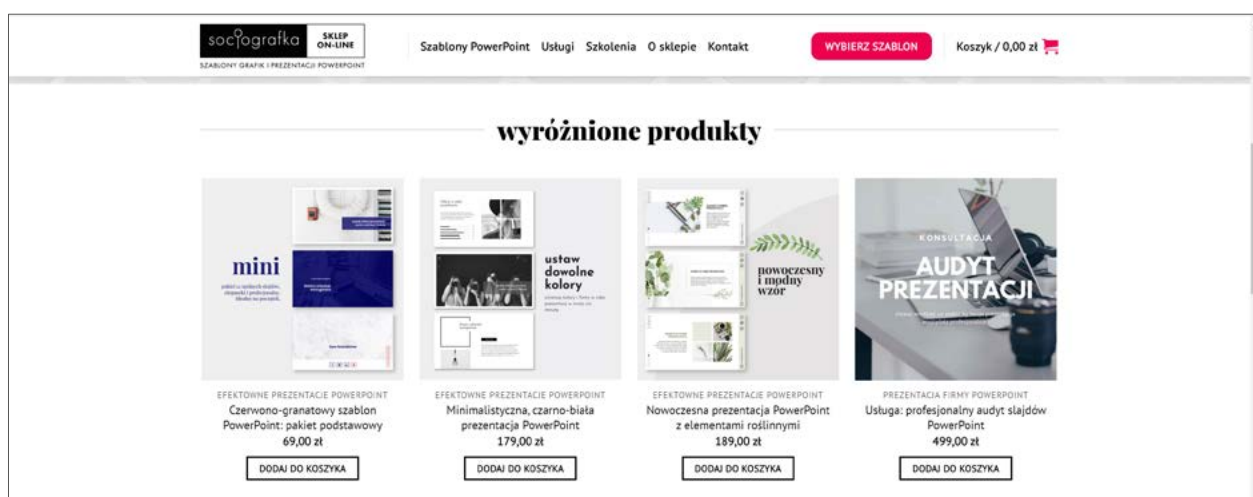 socjografka
SKLEP
ON-LINE
SZABLONY GRAFIK I PREZENTACJI POWERPOINT
Szablony PowerPoint Usługi Szkolenia O sklepie Kontakt
WYBIERZ SZABLON
Koszyk / 0,00 zł
wyróżnione produkty
mini
ustaw
dowolne
kolory
nowoczesny
i modny
wzór
KONSULTACJA
AUDYT
PREZENTACJI
EFEKTOWNE PREZENTACJE POWERPOINT
Czerwono-granatowy szablon
PowerPoint: pakiet podstawowy
69,00 zł
DODAJ DO KOSZYKA
EFEKTOWNE PREZENTACJE POWERPOINT
Minimalistyczna, czarno-biała
prezentacja PowerPoint
179,00 zł
DODAJ DO KOSZYKA
EFEKTOWNE PREZENTACJE POWERPOINT
Nowoczesna prezentacja PowerPoint
z elementami roślinnymi
189,00 zł
DODAJ DO KOSZYKA
PREZENTACJA FIRMY POWERPOINT
Usługa: profesjonalny audyt slajdów
PowerPoint
499,00 zł
DODAJ DO KOSZYKA